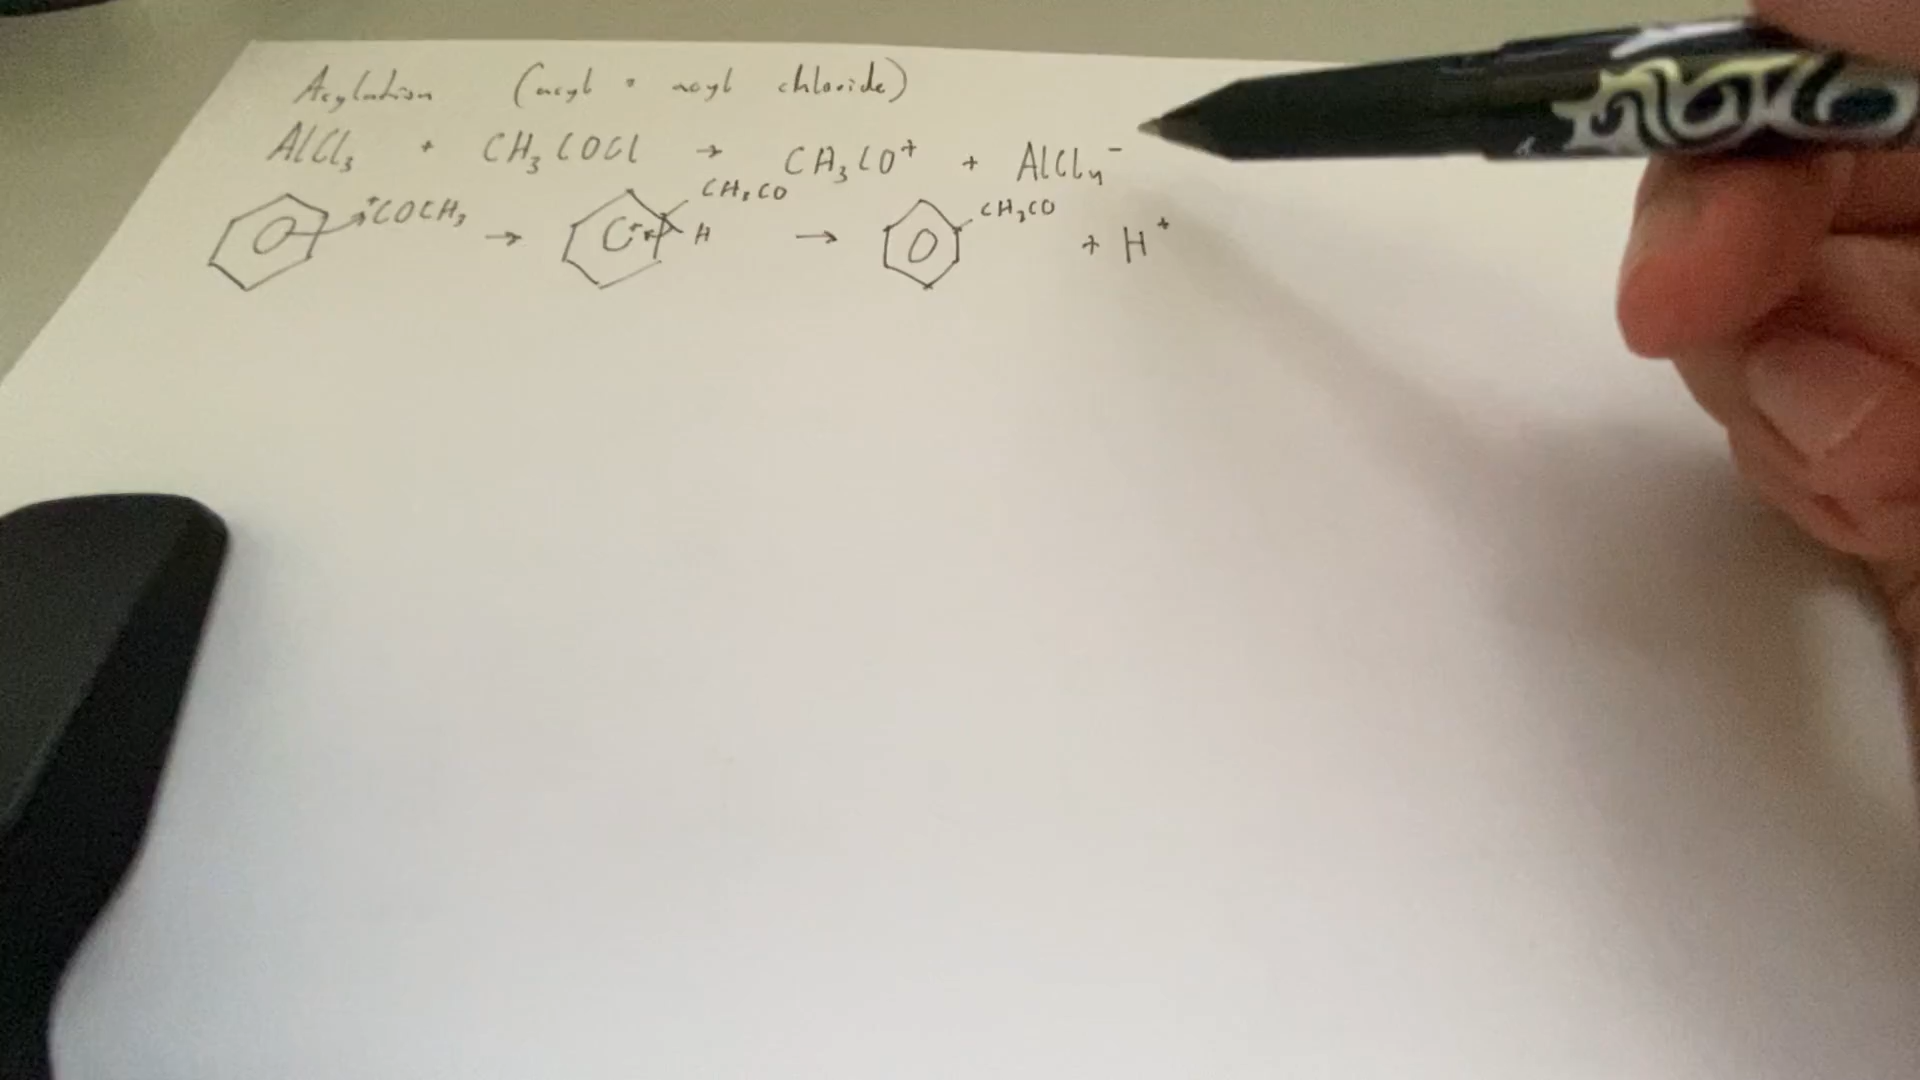 Acylation (acyl + acyl chloride)
AlCl₃ + CH₃COCl → CH₃CO⁺ + AlCl₄⁻
⁺COCH₃ → CH₃CO H → CH₃CO + H⁺